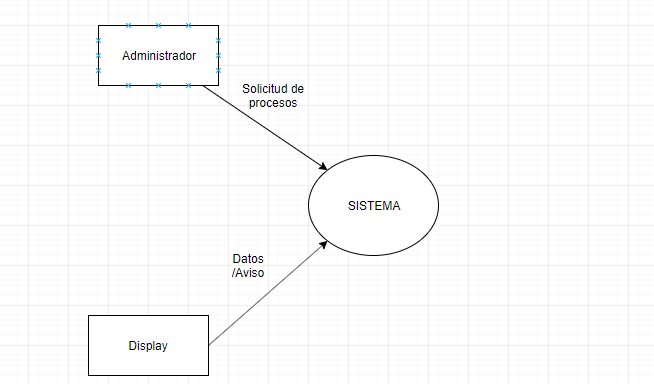 Administrador
Solicitud de
procesos
SISTEMA
Datos
/Aviso
Display